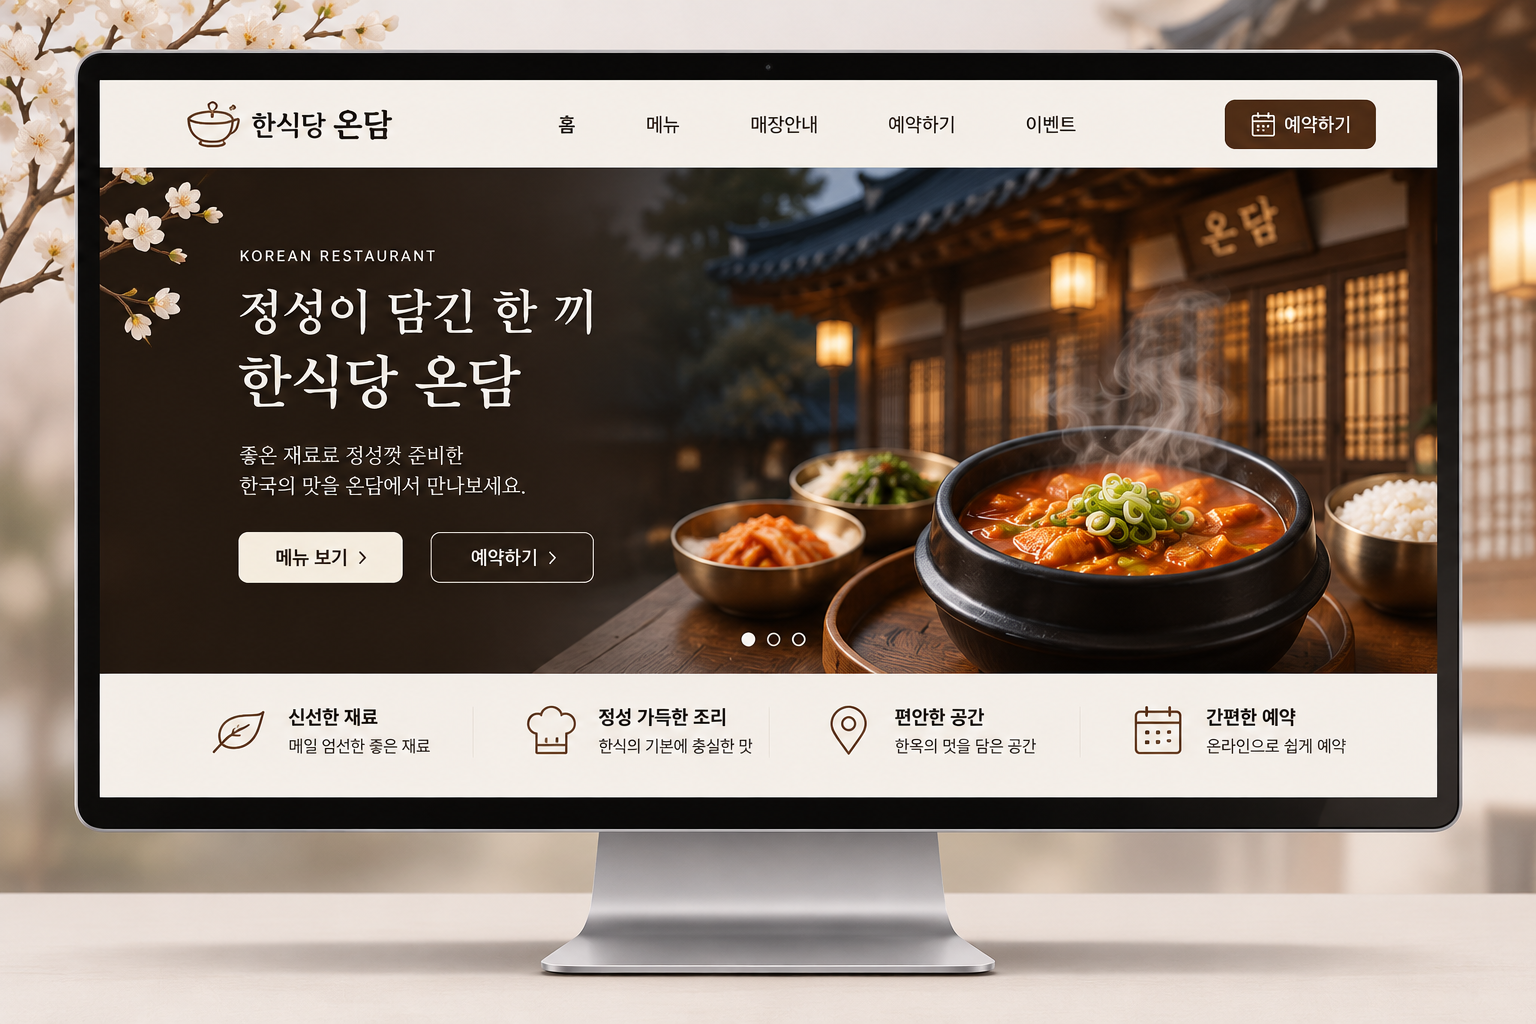 한식당 온담
홈
메뉴
매장안내
예약하기
이벤트
예약하기
온담
KOREAN RESTAURANT
정성이 담긴 한 끼
한식당 온담
좋은 재료로 정성껏 준비한
한국의 맛을 온담에서 만나보세요.
메뉴 보기
예약하기
신선한 재료
메일 엄선한 좋은 재료
정성 가득한 조리
한식의 기본에 충실한 맛
편안한 공간
한옥의 멋을 담은 공간
간편한 예약
온라인으로 쉽게 예약